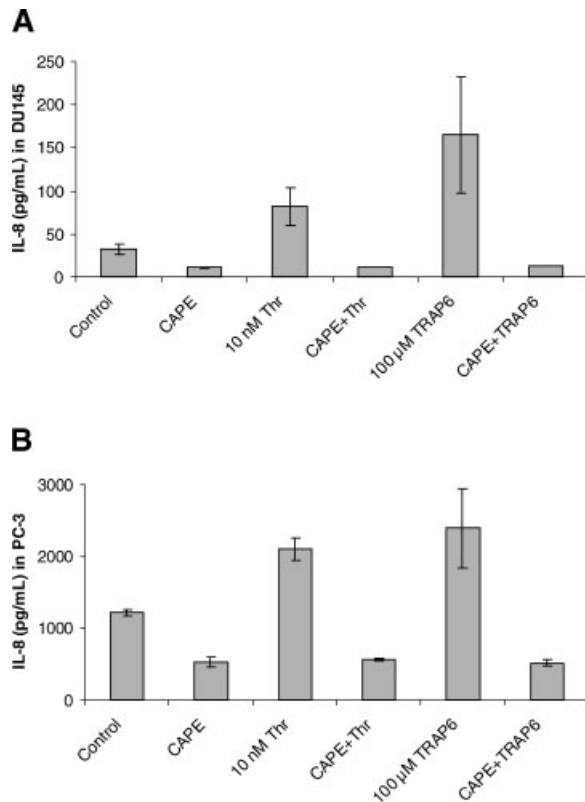 A
IL-8 (pg/mL) in DU145
250
200
150
100
50
0
Control
CAPE
10 nM Thr
CAPE+Thr
100 µM TRAP6
CAPE+TRAP6
B
IL-8 (pg/mL) in PC-3
3000
2000
1000
0
Control
CAPE
10 nM Thr
CAPE+Thr
100 µM TRAP6
CAPE+TRAP6